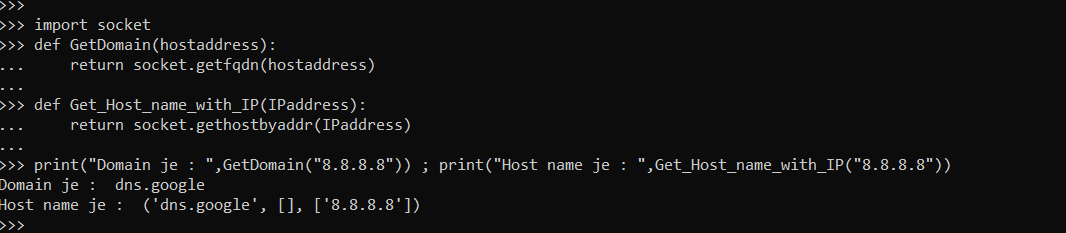 >>>
>>> import socket
>>> def GetDomain(hostaddress):
...     return socket.getfqdn(hostaddress)
...
>>> def Get_Host_name_with_IP(IPaddress):
...     return socket.gethostbyaddr(IPaddress)
...
>>> print("Domain je : ",GetDomain("8.8.8.8")) ; print("Host name je : ",Get_Host_name_with_IP("8.8.8.8"))
Domain je :  dns.google
Host name je :  ('dns.google', [], ['8.8.8.8'])
>>>